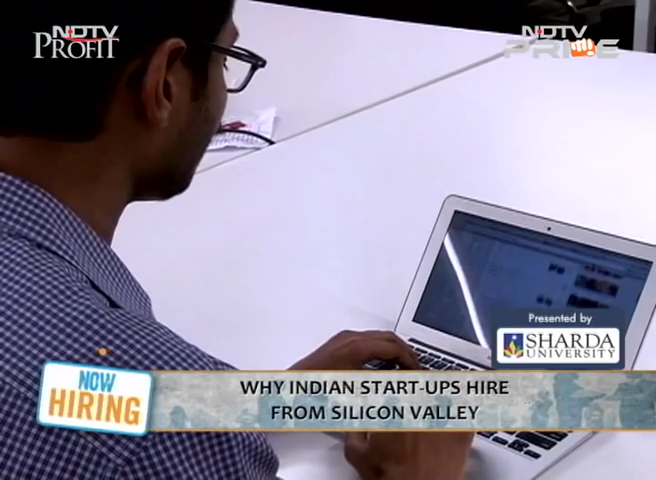 NDTV
PROFIT
NDTV
PRIME
Presented by
SHARDA
UNIVERSITY
NOW
HIRING
WHY INDIAN START-UPS HIRE
FROM SILICON VALLEY